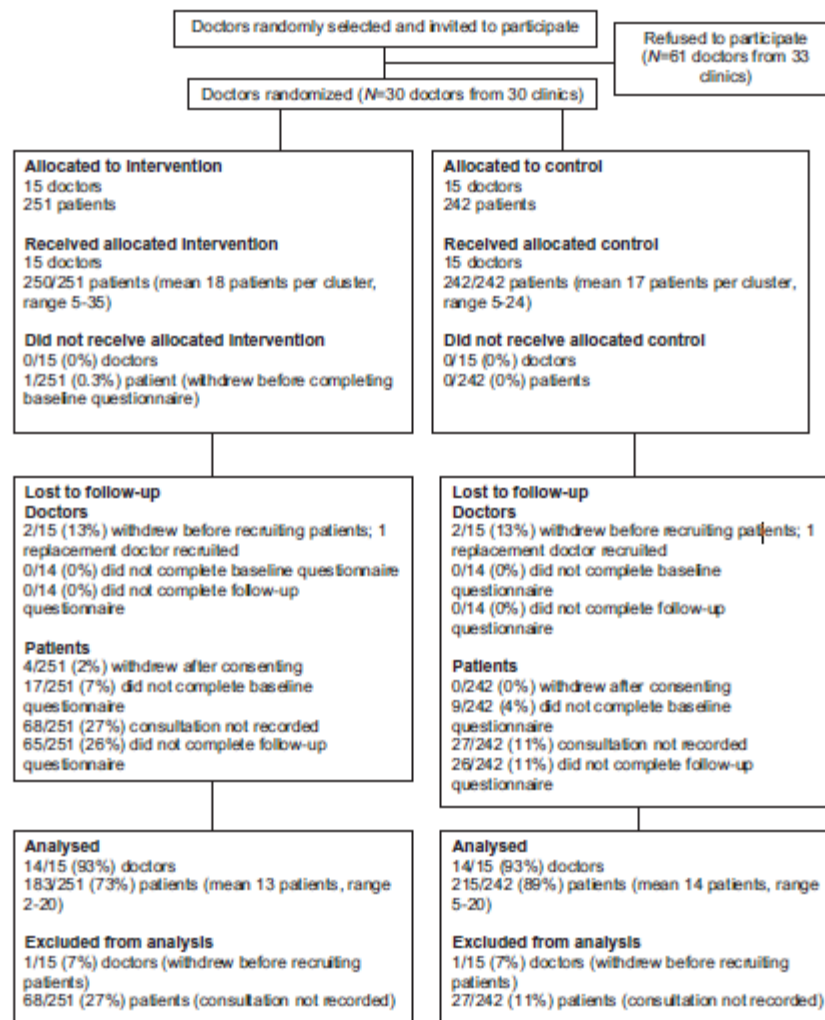 Doctors randomly selected and invited to participate
Refused to participate
(N=61 doctors from 33
clinics)
Doctors randomized (N=30 doctors from 30 clinics)
Allocated to Intervention
15 doctors
251 patients
Received allocated Intervention
15 doctors
250/251 patients (mean 18 patients per cluster,
range 5-35)
Did not receive allocated Intervention
0/15 (0%) doctors
1/251 (0.3%) patient (withdrew before completing
baseline questionnaire)
Allocated to control
15 doctors
242 patients
Received allocated control
15 doctors
242/242 patients (mean 17 patients per cluster,
range 5-24)
Did not receive allocated control
0/15 (0%) doctors
0/242 (0%) patients
Lost to follow-up
Doctors
2/15 (13%) withdrew before recruiting patients; 1
replacement doctor recruited
0/14 (0%) did not complete baseline questionnaire
0/14 (0%) did not complete follow-up
questionnaire
Patients
4/251 (2%) withdrew after consenting
17/251 (7%) did not complete baseline
questionnaire
68/251 (27%) consultation not recorded
65/251 (26%) did not complete follow-up
questionnaire
Lost to follow-up
Doctors
2/15 (13%) withdrew before recruiting patients; 1
replacement doctor recruited
0/14 (0%) did not complete baseline
questionnaire
0/14 (0%) did not complete follow-up
questionnaire
Patients
0/242 (0%) withdrew after consenting
9/242 (4%) did not complete baseline
questionnaire
27/242 (11%) consultation not recorded
26/242 (11%) did not complete follow-up
questionnaire
Analysed
14/15 (93%) doctors
183/251 (73%) patients (mean 13 patients, range
2-20)
Excluded from analysis
1/15 (7%) doctors (withdrew before recruiting
patients)
68/251 (27%) patients (consultation not recorded)
Analysed
14/15 (93%) doctors
215/242 (89%) patients (mean 14 patients, range
5-20)
Excluded from analysis
1/15 (7%) doctors (withdrew before recruiting
patients)
27/242 (11%) patients (consultation not recorded)